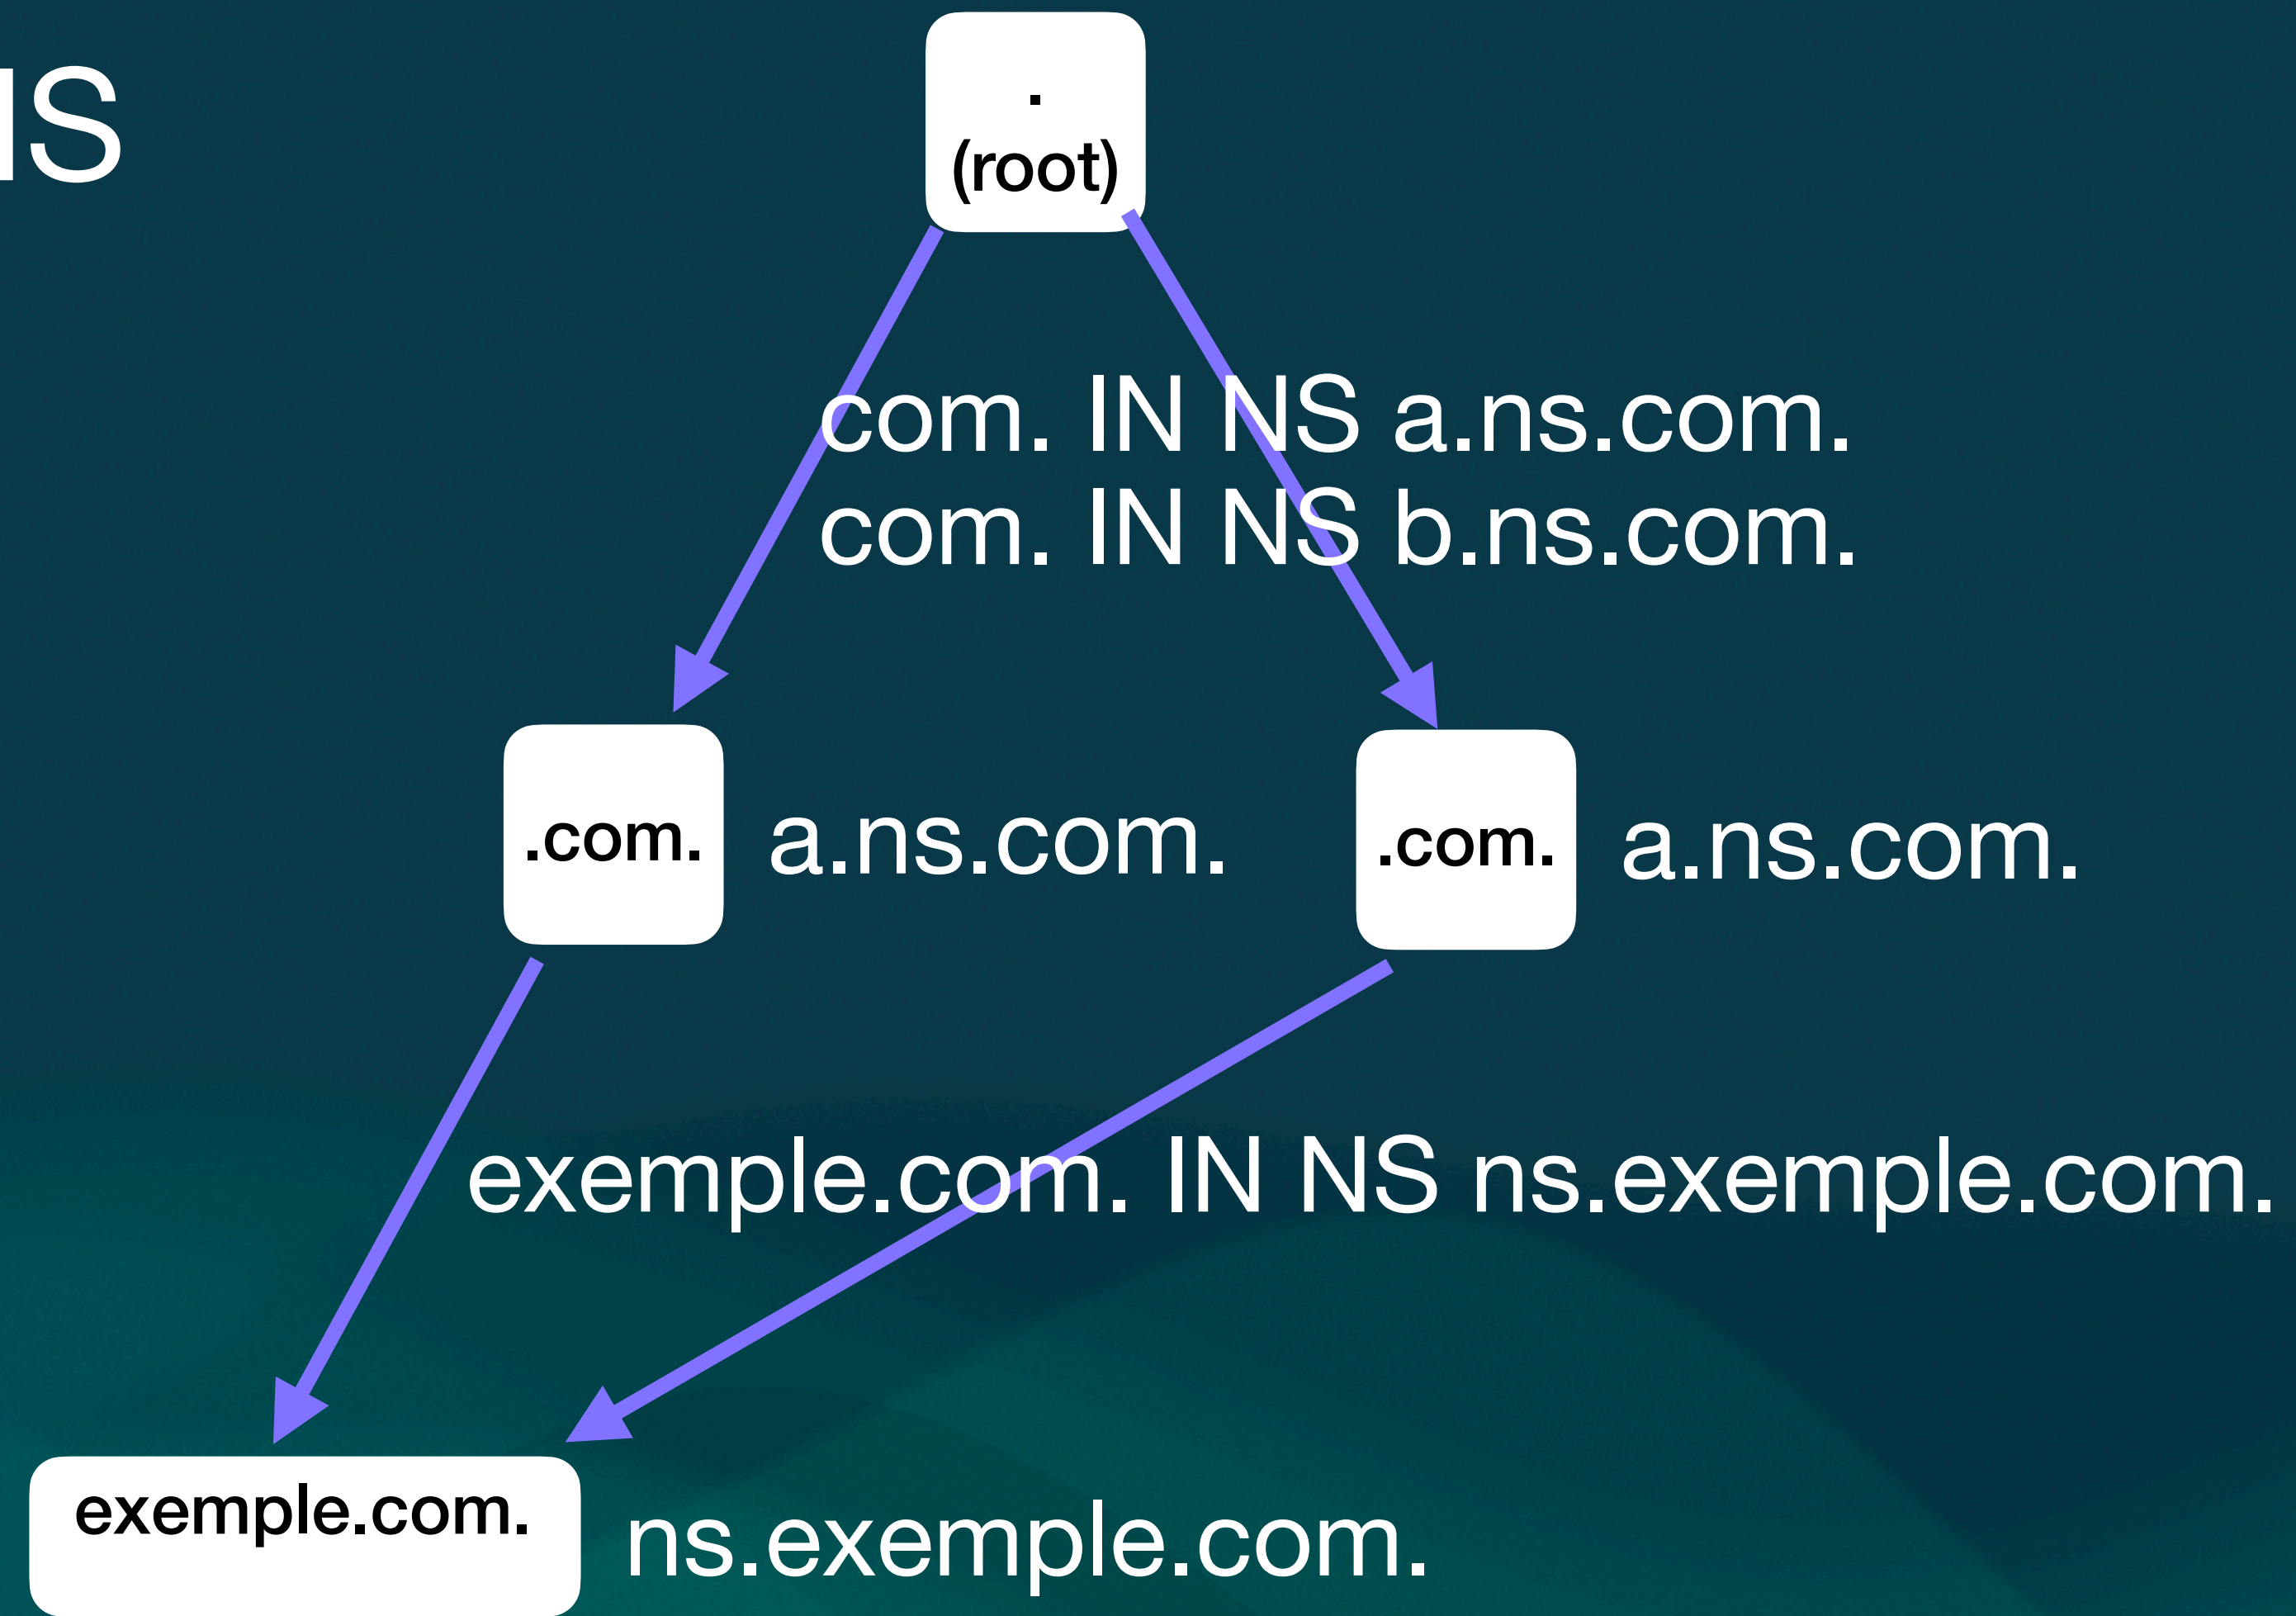 .
(root)
com. IN NS a.ns.com.
com. IN NS b.ns.com.
.com.
a.ns.com.
.com.
a.ns.com.
exemple.com. IN NS ns.exemple.com.
exemple.com.
ns.exemple.com.